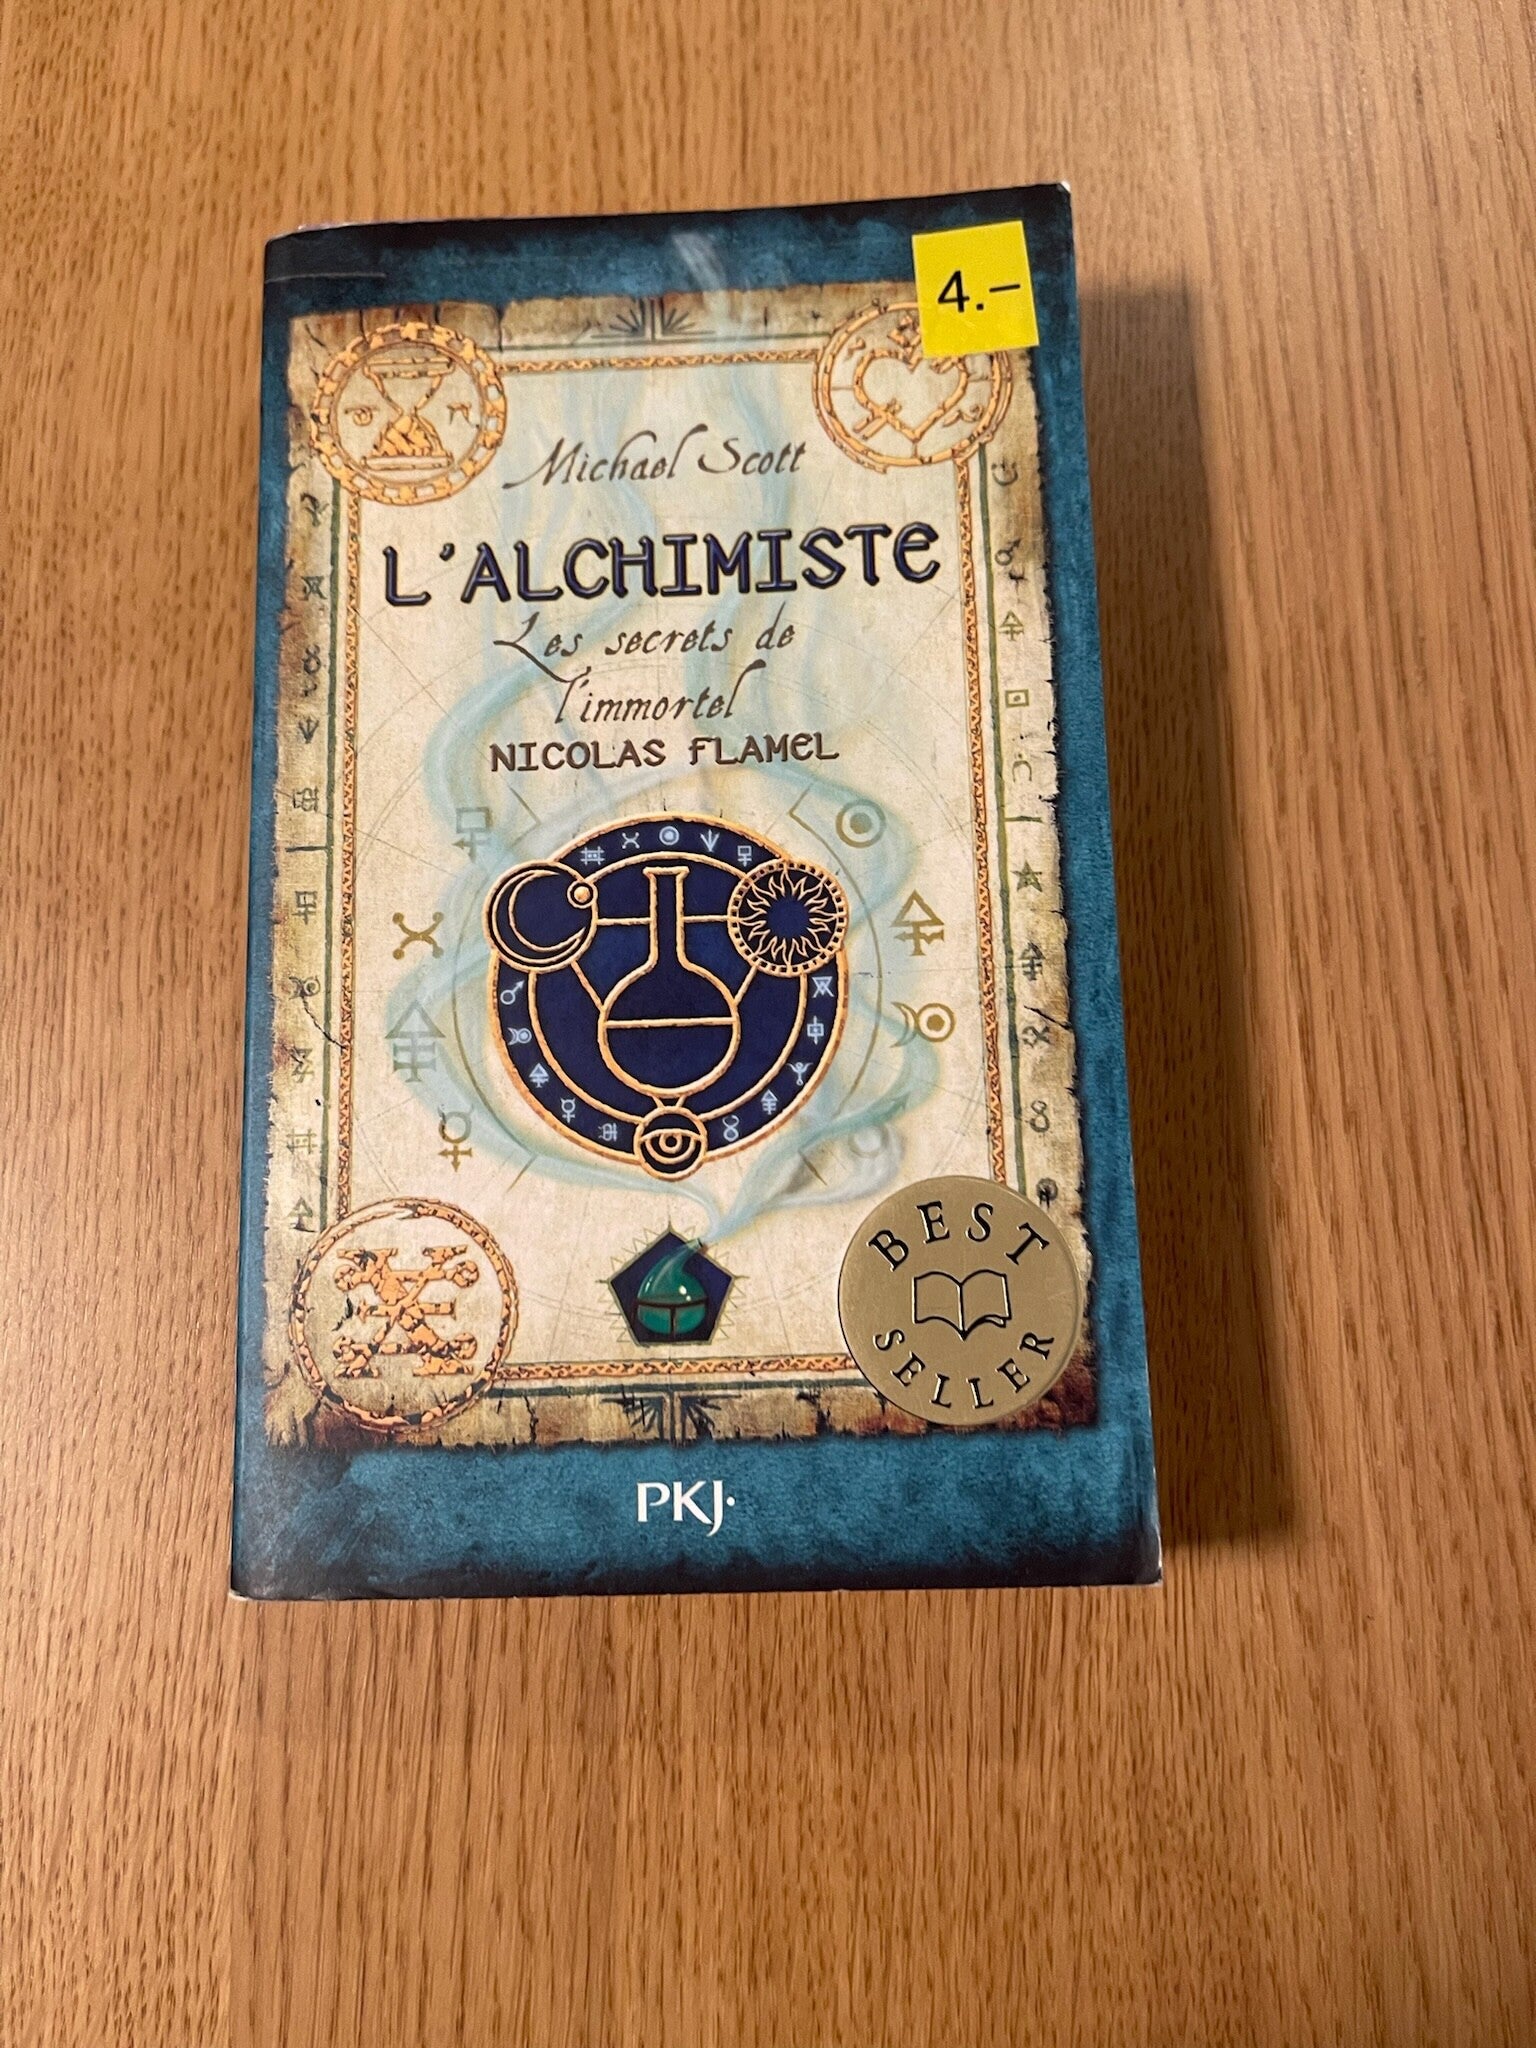 4.–
Michael Scott
L'ALCHIMISTE
Les secrets de
l'immortel
NICOLAS FLAMEL
BEST
SELLER
PKJ·